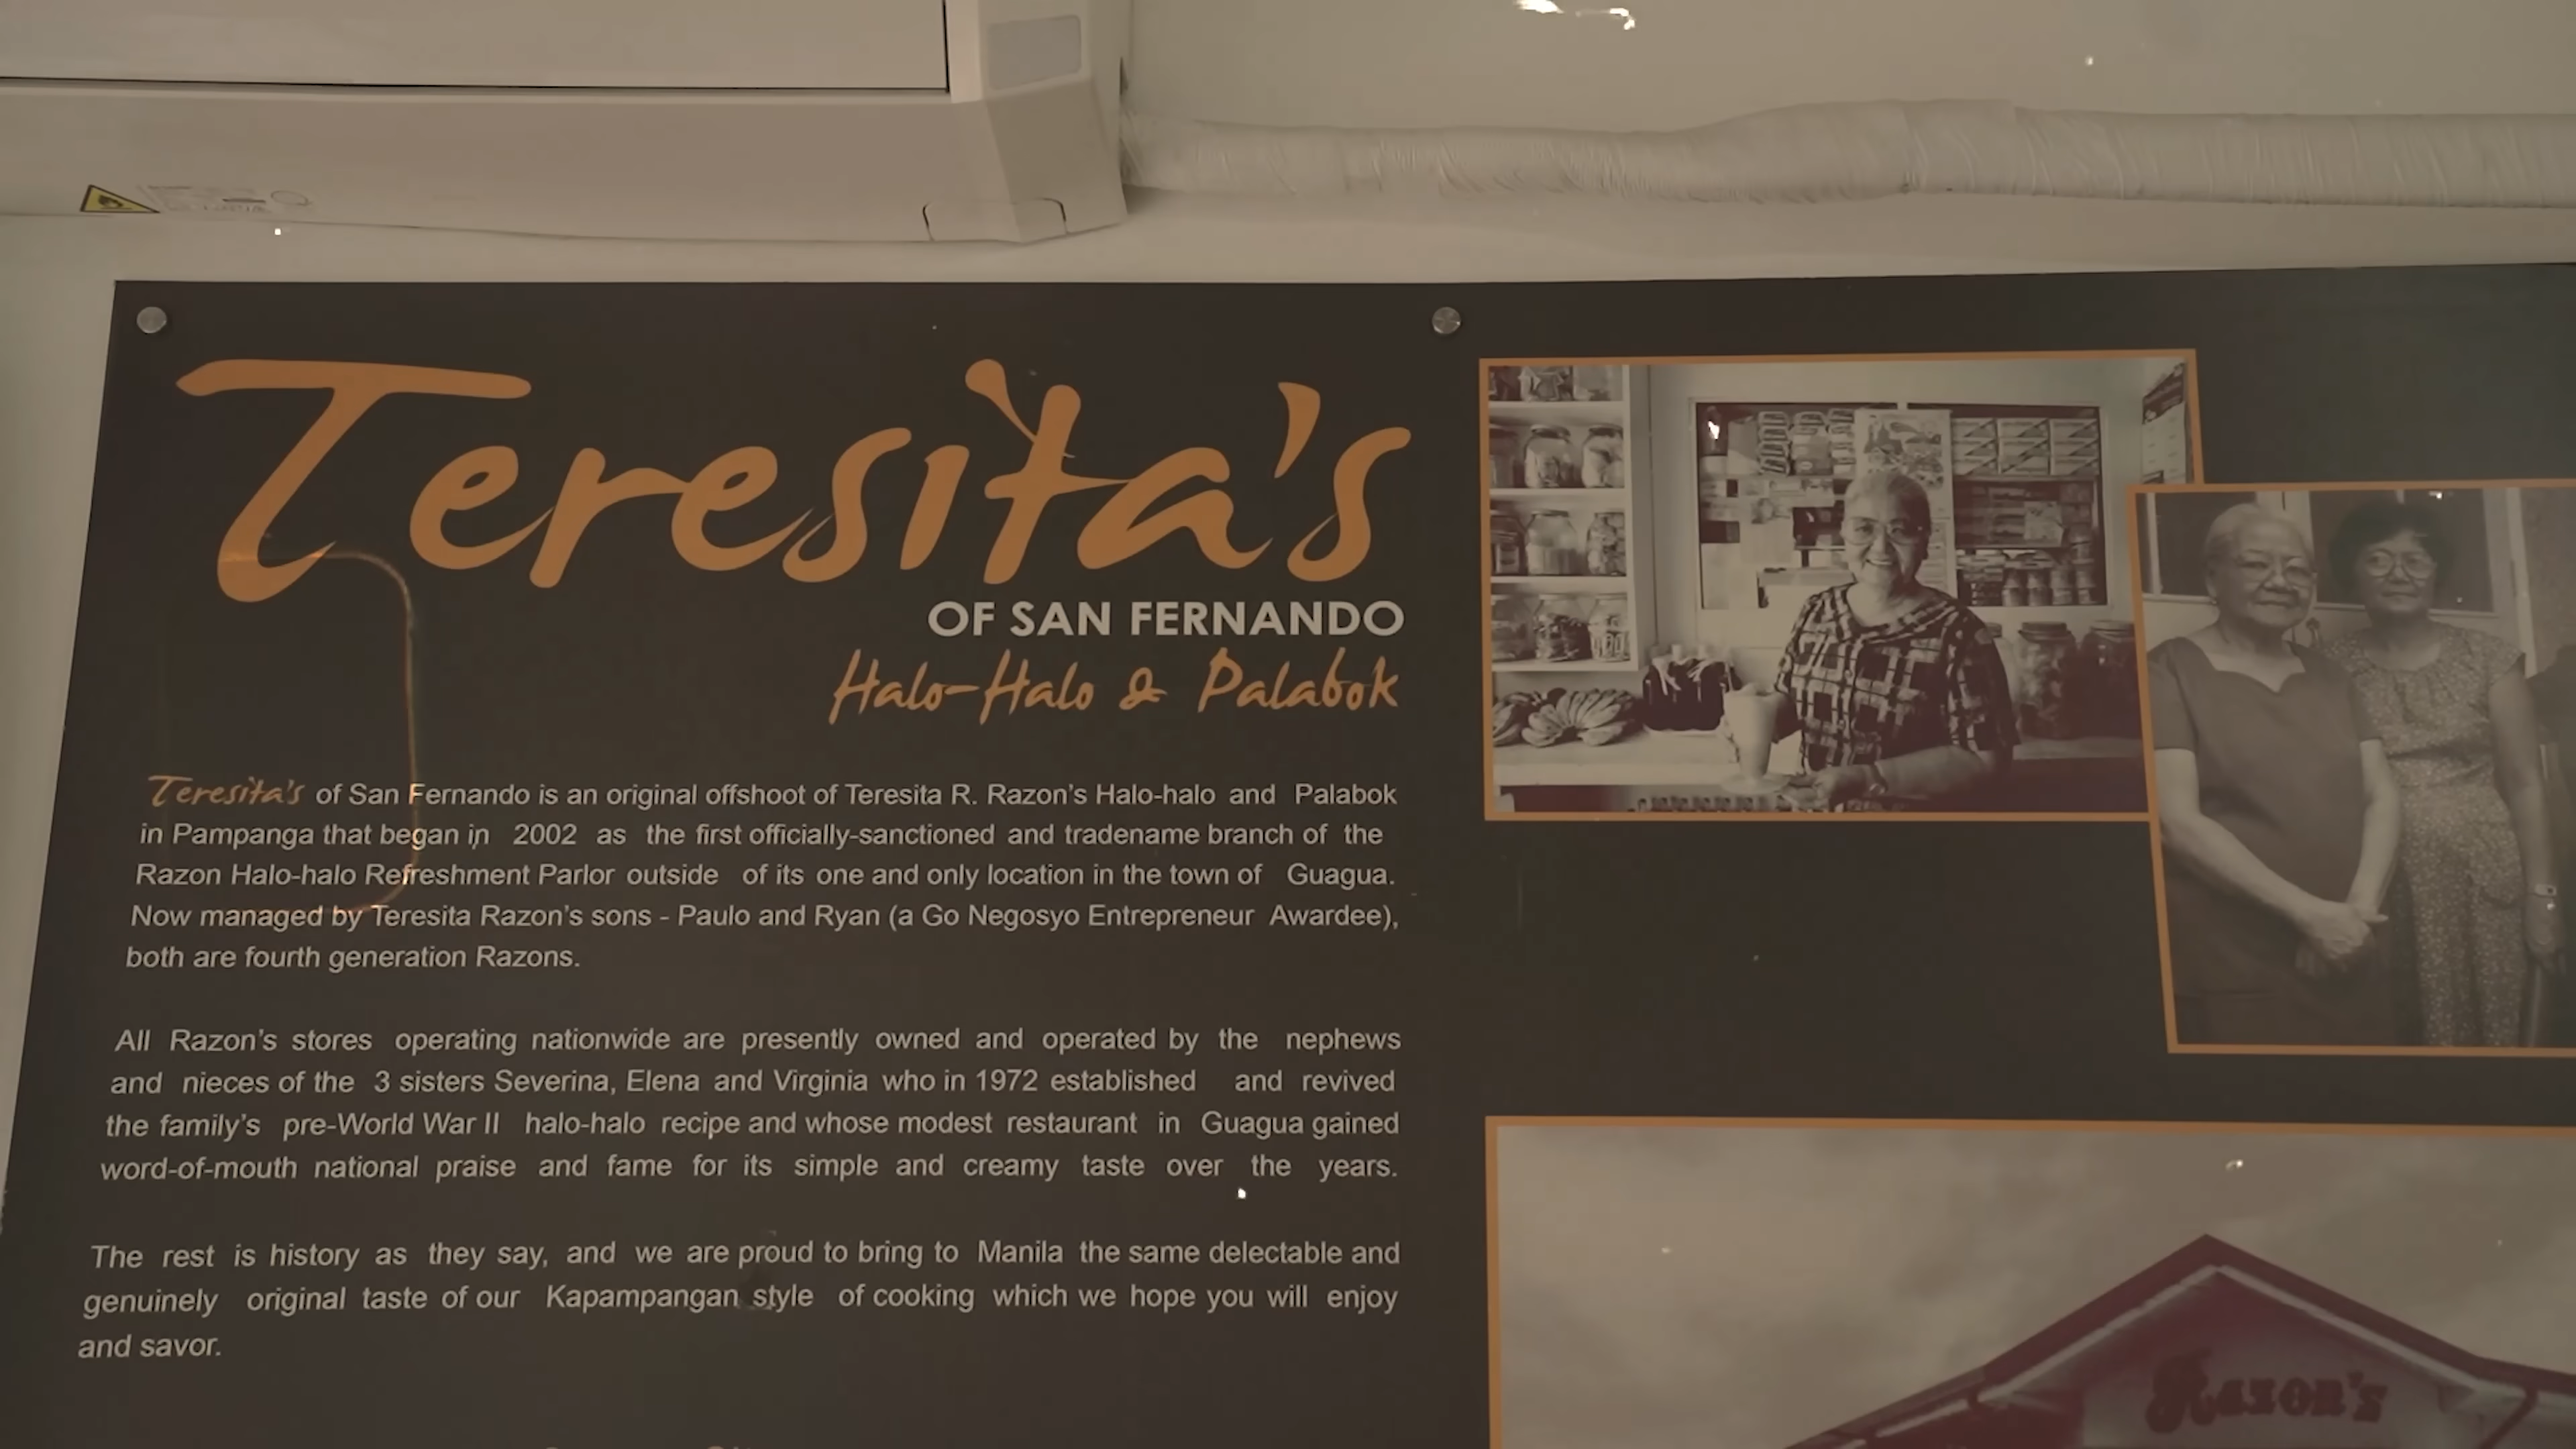 Teresita's
OF SAN FERNANDO
Halo-Halo & Palabok
Teresita's of San Fernando is an original offshoot of Teresita R. Razon's Halo-halo and Palabok
in Pampanga that began in 2002 as the first officially-sanctioned and tradename branch of the
Razon Halo-halo Refreshment Parlor outside of its one and only location in the town of Guagua.
Now managed by Teresita Razon's sons - Paulo and Ryan (a Go Negosyo Entrepreneur Awardee),
both are fourth generation Razons.
All Razon's stores operating nationwide are presently owned and operated by the nephews
and nieces of the 3 sisters Severina, Elena and Virginia who in 1972 established and revived
the family's pre-World War II halo-halo recipe and whose modest restaurant in Guagua gained
word-of-mouth national praise and fame for its simple and creamy taste over the years.
The rest is history as they say, and we are proud to bring to Manila the same delectable and
genuinely original taste of our Kapampangan style of cooking which we hope you will enjoy
and savor.
Razon's